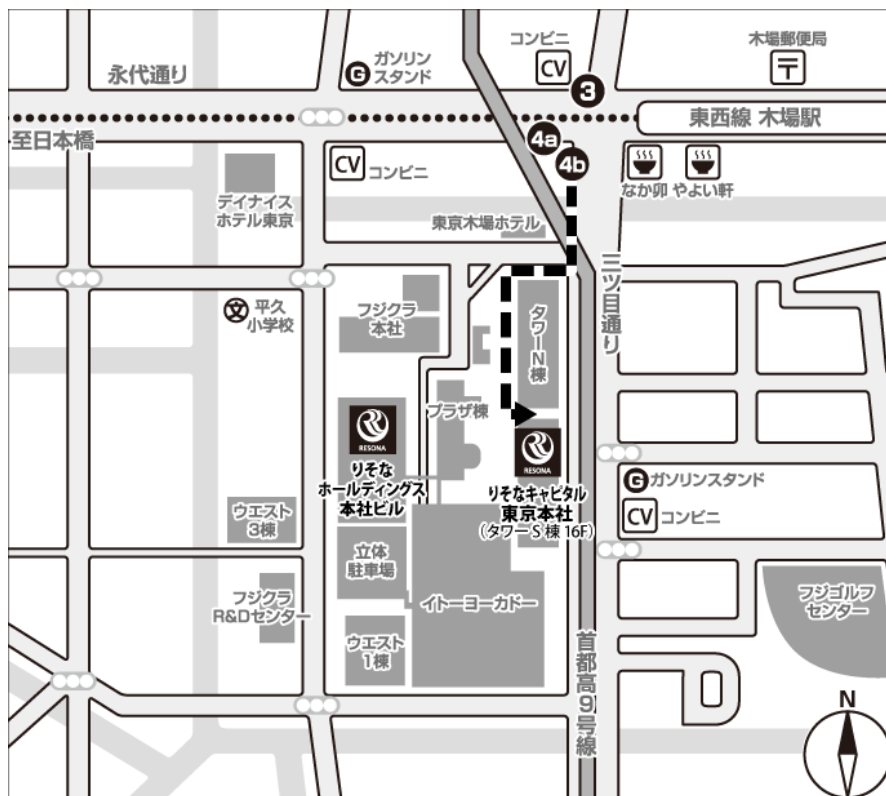 コンビニ
CV
木場郵便局
永代通り
G
ガソリン
スタンド
3
東西線 木場駅
至日本橋
4a
4b
CV
コンビニ
なか卯
やよい軒
デイナイス
ホテル東京
東京木場ホテル
三ツ目通り
文
平久
小学校
フジクラ
本社
タワーN棟
プラザ棟
RESONA
りそな
ホールディングス
本社ビル
RESONA
りそなキャピタル
東京本社
(タワーS棟 16F)
G
ガソリンスタンド
CV
コンビニ
ウエスト
3棟
立体
駐車場
フジクラ
R&Dセンター
イトーヨーカドー
フジゴルフ
センター
ウエスト
1棟
首都高9号線
N